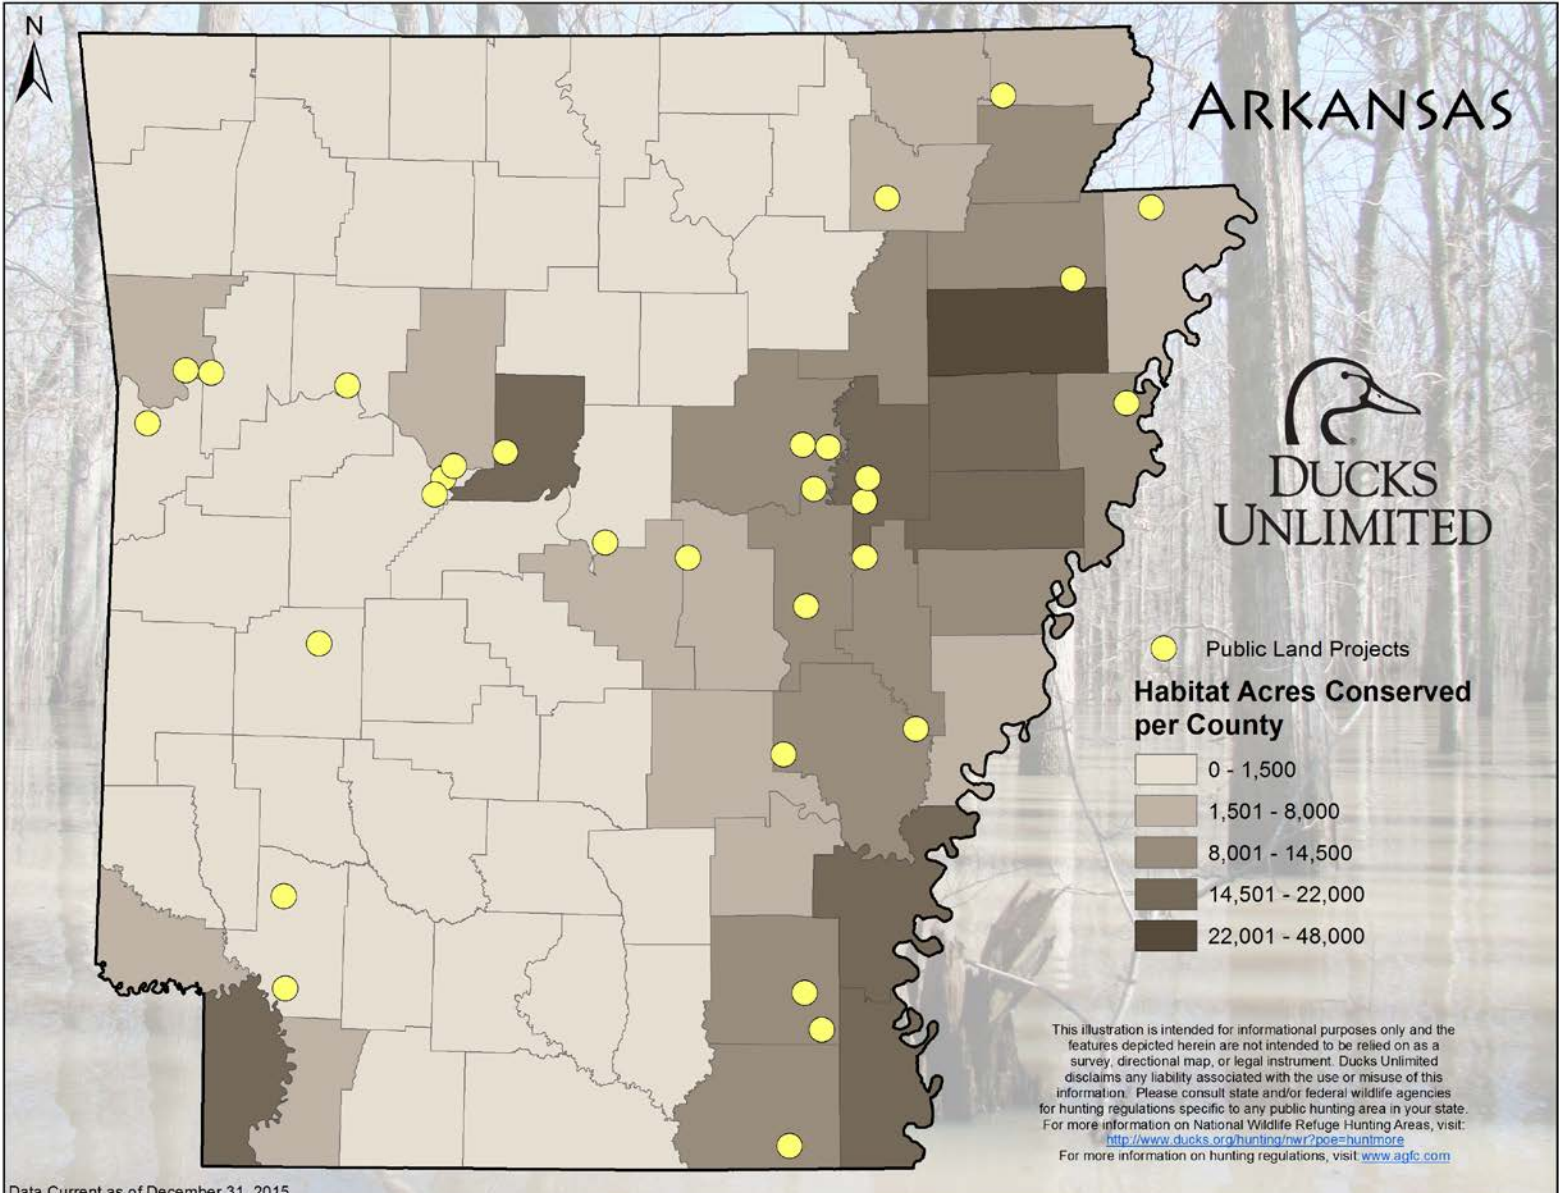 N
ARKANSAS
DUCKS
UNLIMITED
Public Land Projects
Habitat Acres Conserved
per County
0 - 1,500
1,501 - 8,000
8,001 - 14,500
14,501 - 22,000
22,001 - 48,000
This illustration is intended for informational purposes only and the
features depicted herein are not intended to be relied on as a
survey, directional map, or legal instrument. Ducks Unlimited
disclaims any liability associated with the use or misuse of this
information. Please consult state and/or federal wildlife agencies
for hunting regulations specific to any public hunting area in your state.
For more information on National Wildlife Refuge Hunting Areas, visit:
http://www.ducks.org/hunting/nwr?poe=huntmore
For more information on hunting regulations, visit: www.agfc.com
Data Current as of December 31, 2015